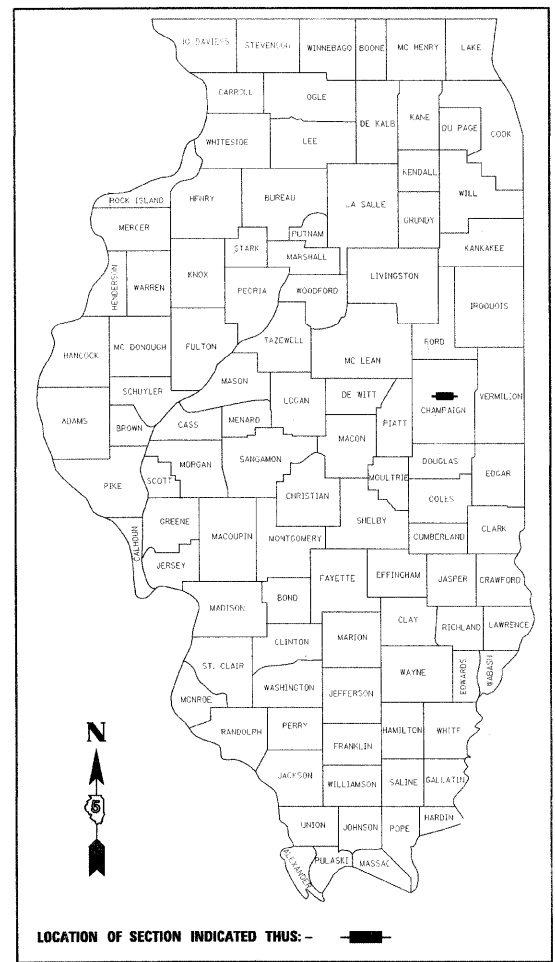 JO DAVIESS STEVENSON WINNEBAGO BOONE MC HENRY LAKE
CARROLL OGLE DE KALB KANE DU PAGE COOK
WHITESIDE LEE KENDALL WILL
ROCK ISLAND HENRY BUREAU LA SALLE GRUNDY
MERCER PUTNAM KANKAKEE
STARK MARSHALL LIVINGSTON
HENDERSON WARREN KNOX PEORIA WOODFORD IROQUOIS
HANCOCK MC DONOUGH FULTON TAZEWELL MC LEAN FORD
MASON
SCHUYLER LOGAN DE WITT CHAMPAIGN VERMILION
ADAMS BROWN CASS MENARD MACON PIATT
SANGAMON DOUGLAS
PIKE SCOTT MORGAN MOULTRIE EDGAR
CHRISTIAN COLES
CALHOUN GREENE MACOUPIN MONTGOMERY SHELBY CUMBERLAND CLARK
JERSEY FAYETTE EFFINGHAM JASPER CRAWFORD
MADISON BOND
CLAY RICHLAND LAWRENCE
CLINTON MARION
ST. CLAIR WAYNE EDWARDS WABASH
WASHINGTON JEFFERSON
MONROE
RANDOLPH PERRY HAMILTON WHITE
FRANKLIN
JACKSON WILLIAMSON SALINE GALLATIN
UNION JOHNSON POPE HARDIN
ALEXANDER PULASKI MASSAC
N
5
LOCATION OF SECTION INDICATED THUS: –